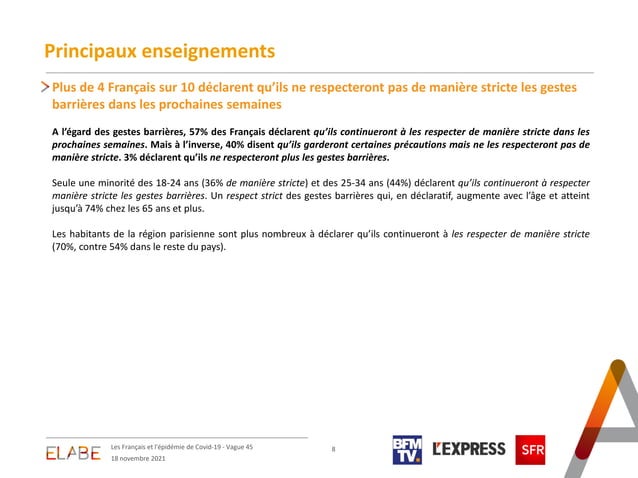 Principaux enseignements
Plus de 4 Français sur 10 déclarent qu’ils ne respecteront pas de manière stricte les gestes
barrières dans les prochaines semaines
A l’égard des gestes barrières, 57% des Français déclarent qu’ils continueront à les respecter de manière stricte dans les
prochaines semaines. Mais à l’inverse, 40% disent qu’ils garderont certaines précautions mais ne les respecteront pas de
manière stricte. 3% déclarent qu’ils ne respecteront plus les gestes barrières.
Seule une minorité des 18-24 ans (36% de manière stricte) et des 25-34 ans (44%) déclarent qu’ils continueront à respecter
manière stricte les gestes barrières. Un respect strict des gestes barrières qui, en déclaratif, augmente avec l’âge et atteint
jusqu’à 74% chez les 65 ans et plus.
Les habitants de la région parisienne sont plus nombreux à déclarer qu’ils continueront à les respecter de manière stricte
(70%, contre 54% dans le reste du pays).
ELABE
Les Français et l’épidémie de Covid-19 - Vague 45
18 novembre 2021
8
BFM
TV.
L’EXPRESS
SFR